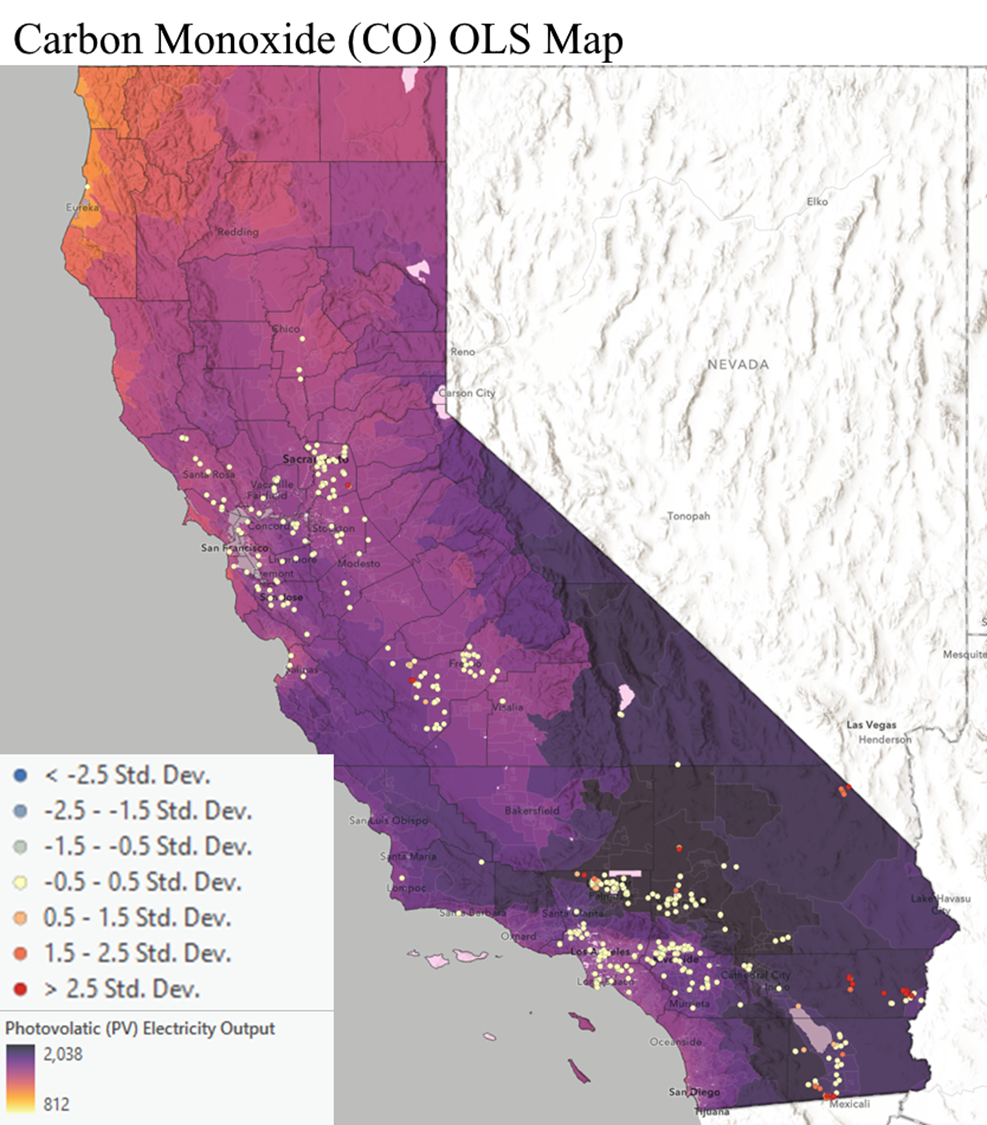 Carbon Monoxide (CO) OLS Map
Elko
Eureka
Redding
Chico
Reno
NEVADA
Carson City
Santa Rosa
Vacaville
Fairfield
Concord
Stockton
Tonopah
San Francisco
Livermore
Modesto
Fremont
San Jose
Mesquite
Salinas
Fresno
Visalia
Las Vegas
Henderson
Bakersfield
San Luis Obispo
Santa Maria
Lompoc
Santa Barbara
Santa Clarita
Lake Havasu
City
Oxnard
Los Angeles
Cathedral City
Indio
Murrieta
Oceanside
San Diego
Tijuana
Mexicali
< -2.5 Std. Dev.
-2.5 - -1.5 Std. Dev.
-1.5 - -0.5 Std. Dev.
-0.5 - 0.5 Std. Dev.
0.5 - 1.5 Std. Dev.
1.5 - 2.5 Std. Dev.
> 2.5 Std. Dev.
Photovolatic (PV) Electricity Output
2,038
812